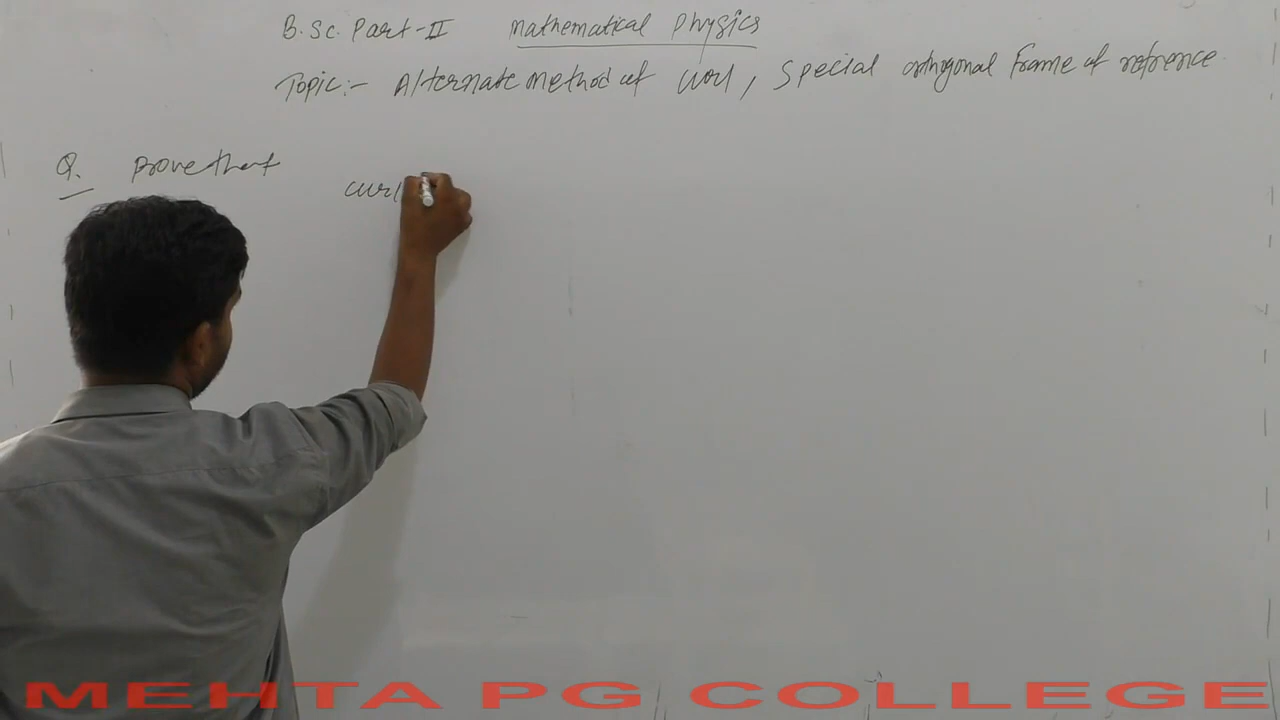 B.Sc. Part-II Mathematical Physics
Topic:- Alternate method of curl, Special orthogonal Frame of refrence
Q. Prove that
curl
MEHTA PG COLLEGE